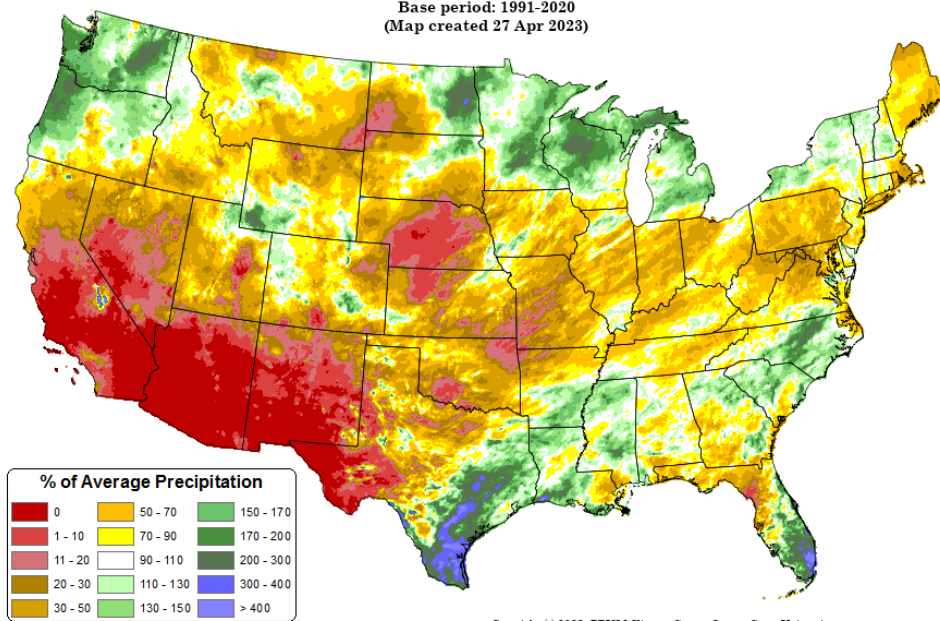 Base period: 1991-2020
(Map created 27 Apr 2023)
% of Average Precipitation
0
1 - 10
11 - 20
20 - 30
30 - 50
50 - 70
70 - 90
90 - 110
110 - 130
130 - 150
150 - 170
170 - 200
200 - 300
300 - 400
> 400